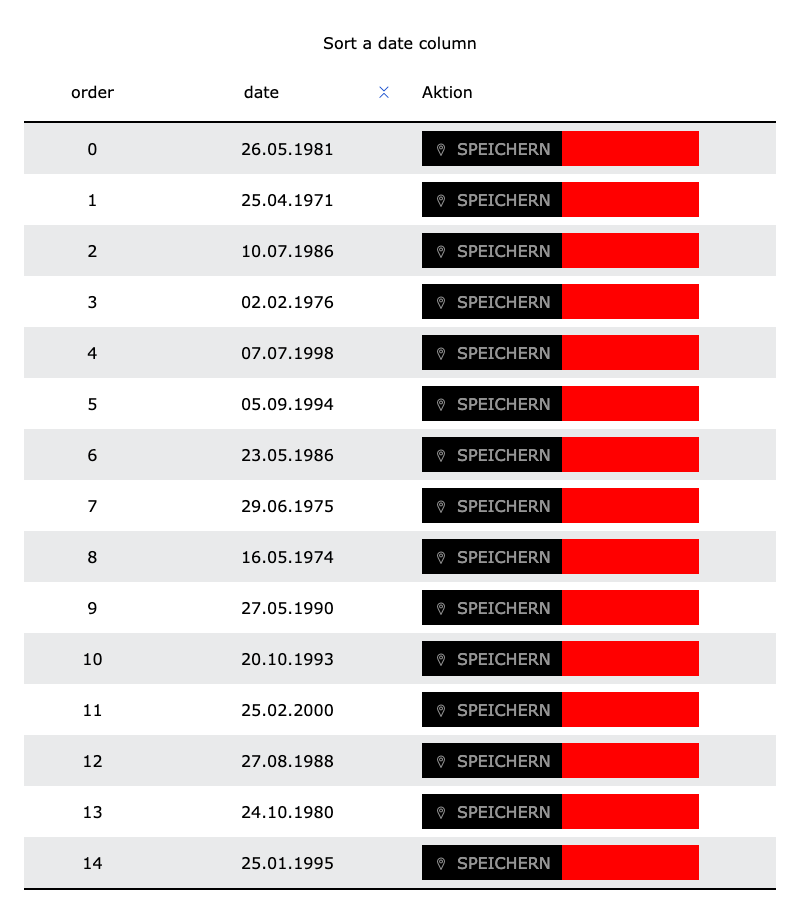 Sort a date column
order date Aktion
0 26.05.1981 SPEICHERN
1 25.04.1971 SPEICHERN
2 10.07.1986 SPEICHERN
3 02.02.1976 SPEICHERN
4 07.07.1998 SPEICHERN
5 05.09.1994 SPEICHERN
6 23.05.1986 SPEICHERN
7 29.06.1975 SPEICHERN
8 16.05.1974 SPEICHERN
9 27.05.1990 SPEICHERN
10 20.10.1993 SPEICHERN
11 25.02.2000 SPEICHERN
12 27.08.1988 SPEICHERN
13 24.10.1980 SPEICHERN
14 25.01.1995 SPEICHERN